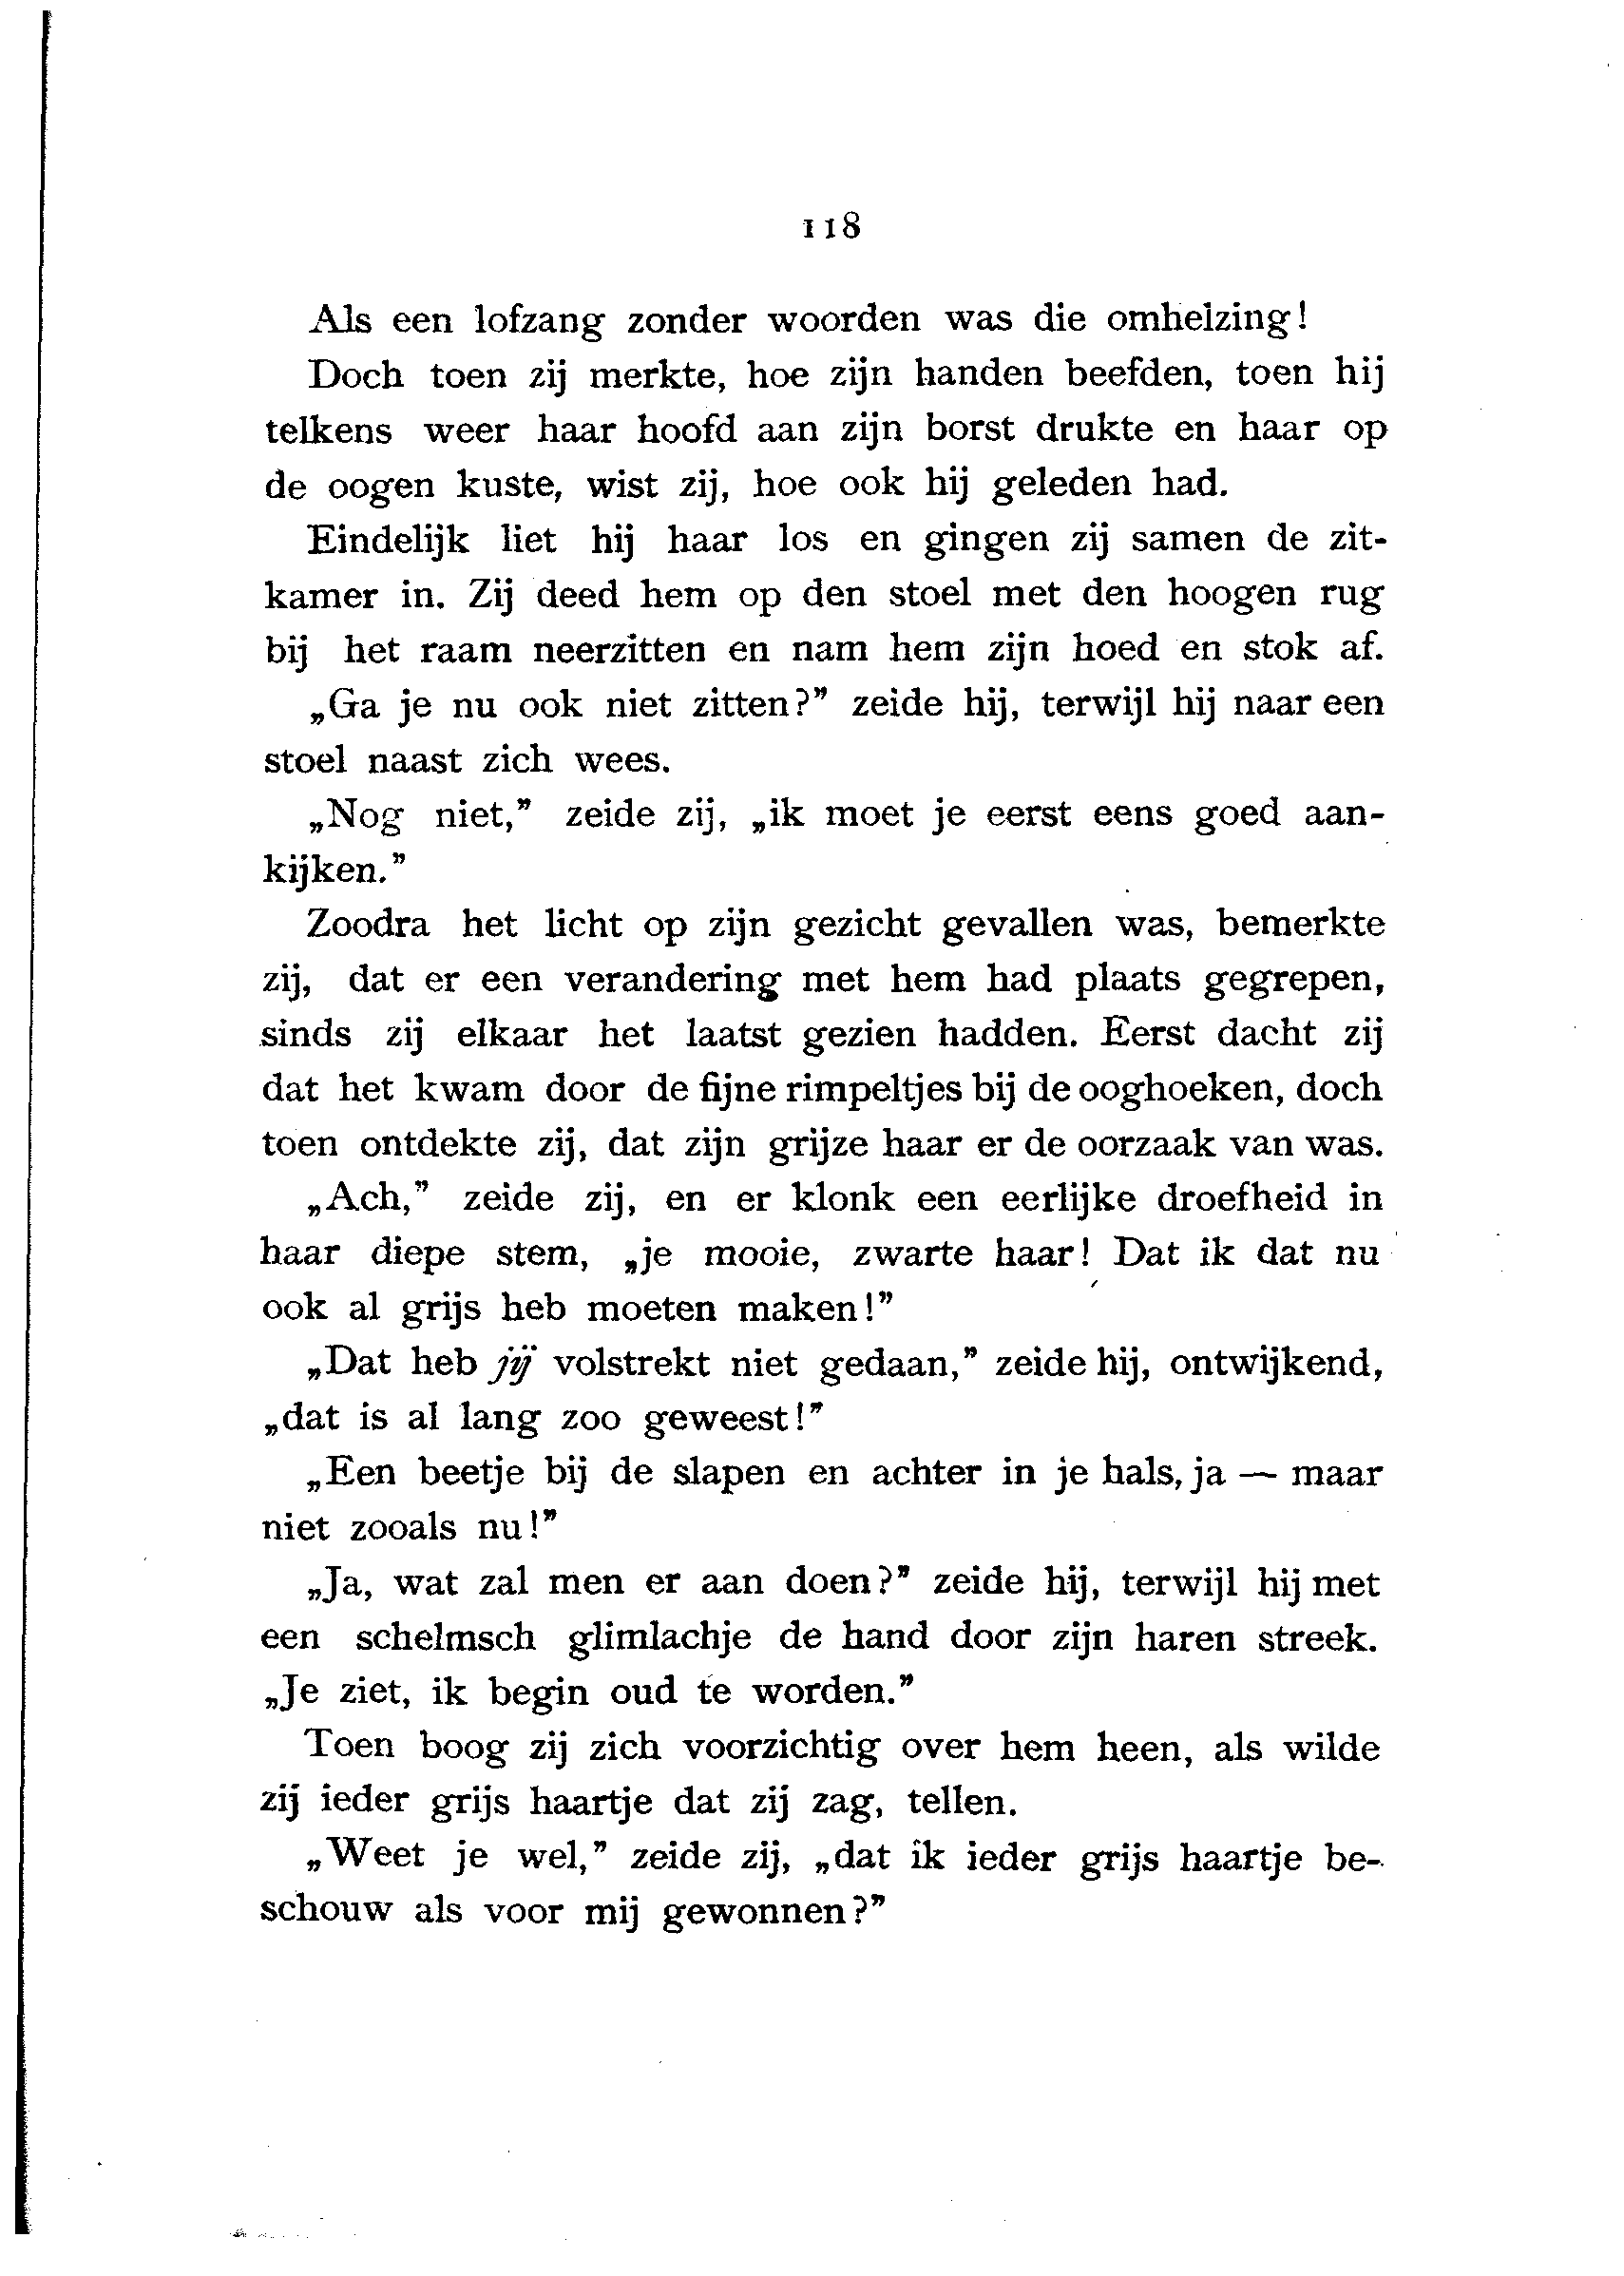 118
Als een lofzang zonder woorden was die omhelzing!
Doch toen zij merkte, hoe zijn handen beefden, toen hij
telkens weer haar hoofd aan zijn borst drukte en haar op
de oogen kuste, wist zij, hoe ook hij geleden had.
Eindelijk liet hij haar los en gingen zij samen de zit-
kamer in. Zij deed hem op den stoel met den hoogen rug
bij het raam neerzitten en nam hem zijn hoed en stok af.
„Ga je nu ook niet zitten?” zeide hij, terwijl hij naar een
stoel naast zich wees.
„Nog niet,” zeide zij, „ik moet je eerst eens goed aan-
kijken.”
Zoodra het licht op zijn gezicht gevallen was, bemerkte
zij, dat er een verandering met hem had plaats gegrepen,
sinds zij elkaar het laatst gezien hadden. Eerst dacht zij
dat het kwam door de fijne rimpeltjes bij de ooghoeken, doch
toen ontdekte zij, dat zijn grijze haar er de oorzaak van was.
„Ach,” zeide zij, en er klonk een eerlijke droefheid in
haar diepe stem, „je mooie, zwarte haar! Dat ik dat nu
ook al grijs heb moeten maken!”
„Dat heb jij volstrekt niet gedaan,” zeide hij, ontwijkend,
„dat is al lang zoo geweest!”
„Een beetje bij de slapen en achter in je hals, ja — maar
niet zooals nu!”
„Ja, wat zal men er aan doen?” zeide hij, terwijl hij met
een schelmsch glimlachje de hand door zijn haren streek.
„Je ziet, ik begin oud te worden.”
Toen boog zij zich voorzichtig over hem heen, als wilde
zij ieder grijs haartje dat zij zag, tellen.
„Weet je wel,” zeide zij, „dat ik ieder grijs haartje be-
schouw als voor mij gewonnen?”